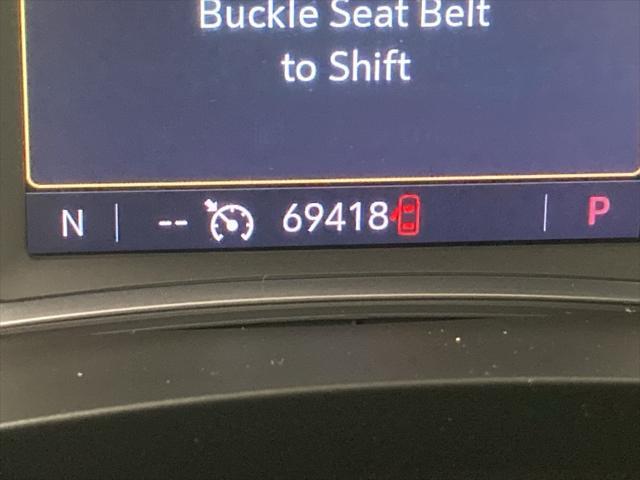 Buckle Seat Belt
to Shift
N -- 69418 P